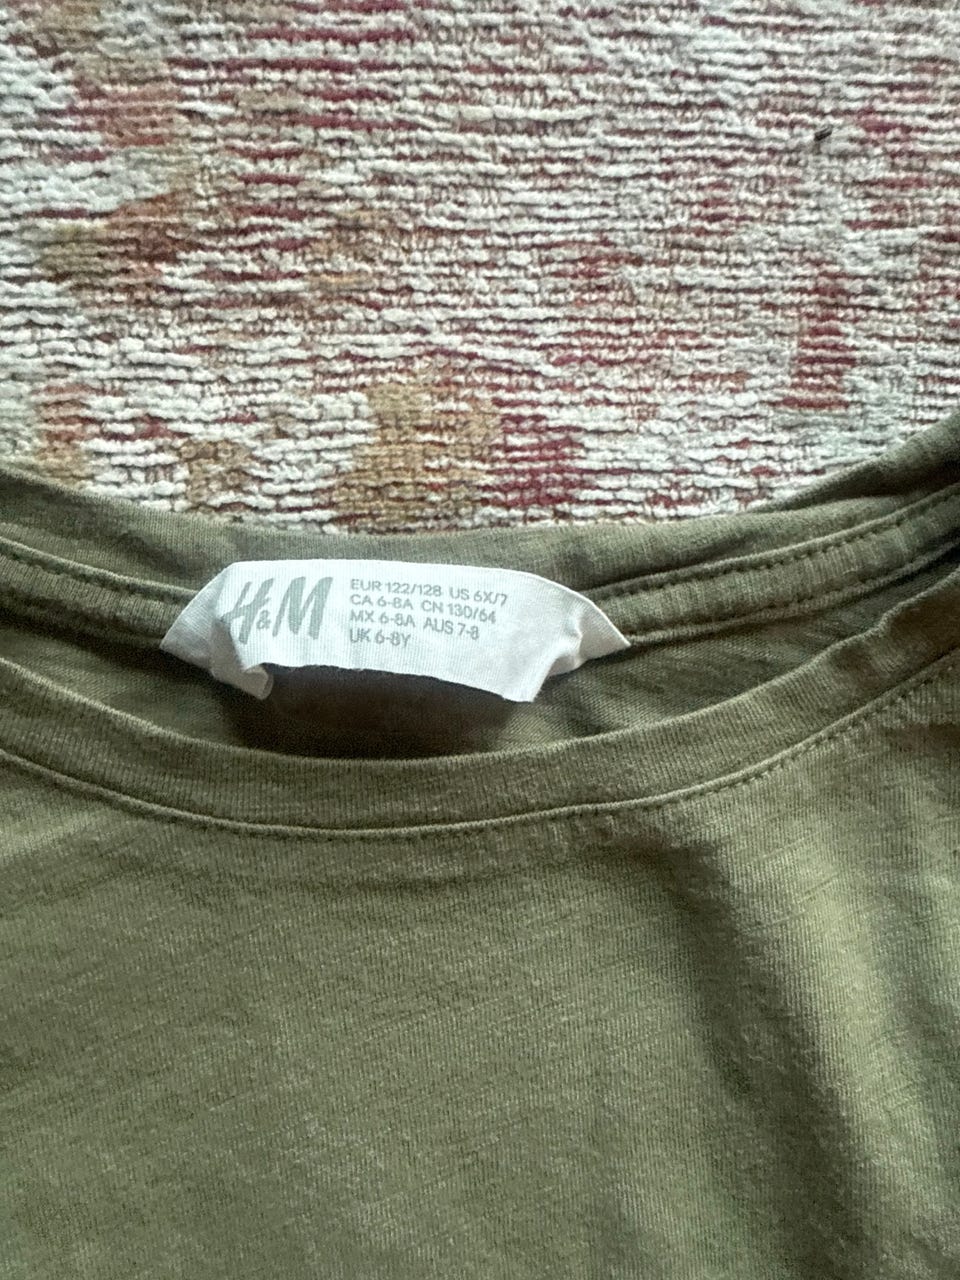 H&M
EUR 122/128 US 6X/7
CA 6-8A CN 130/64
MX 6-8A AUS 7-8
UK 6-8Y